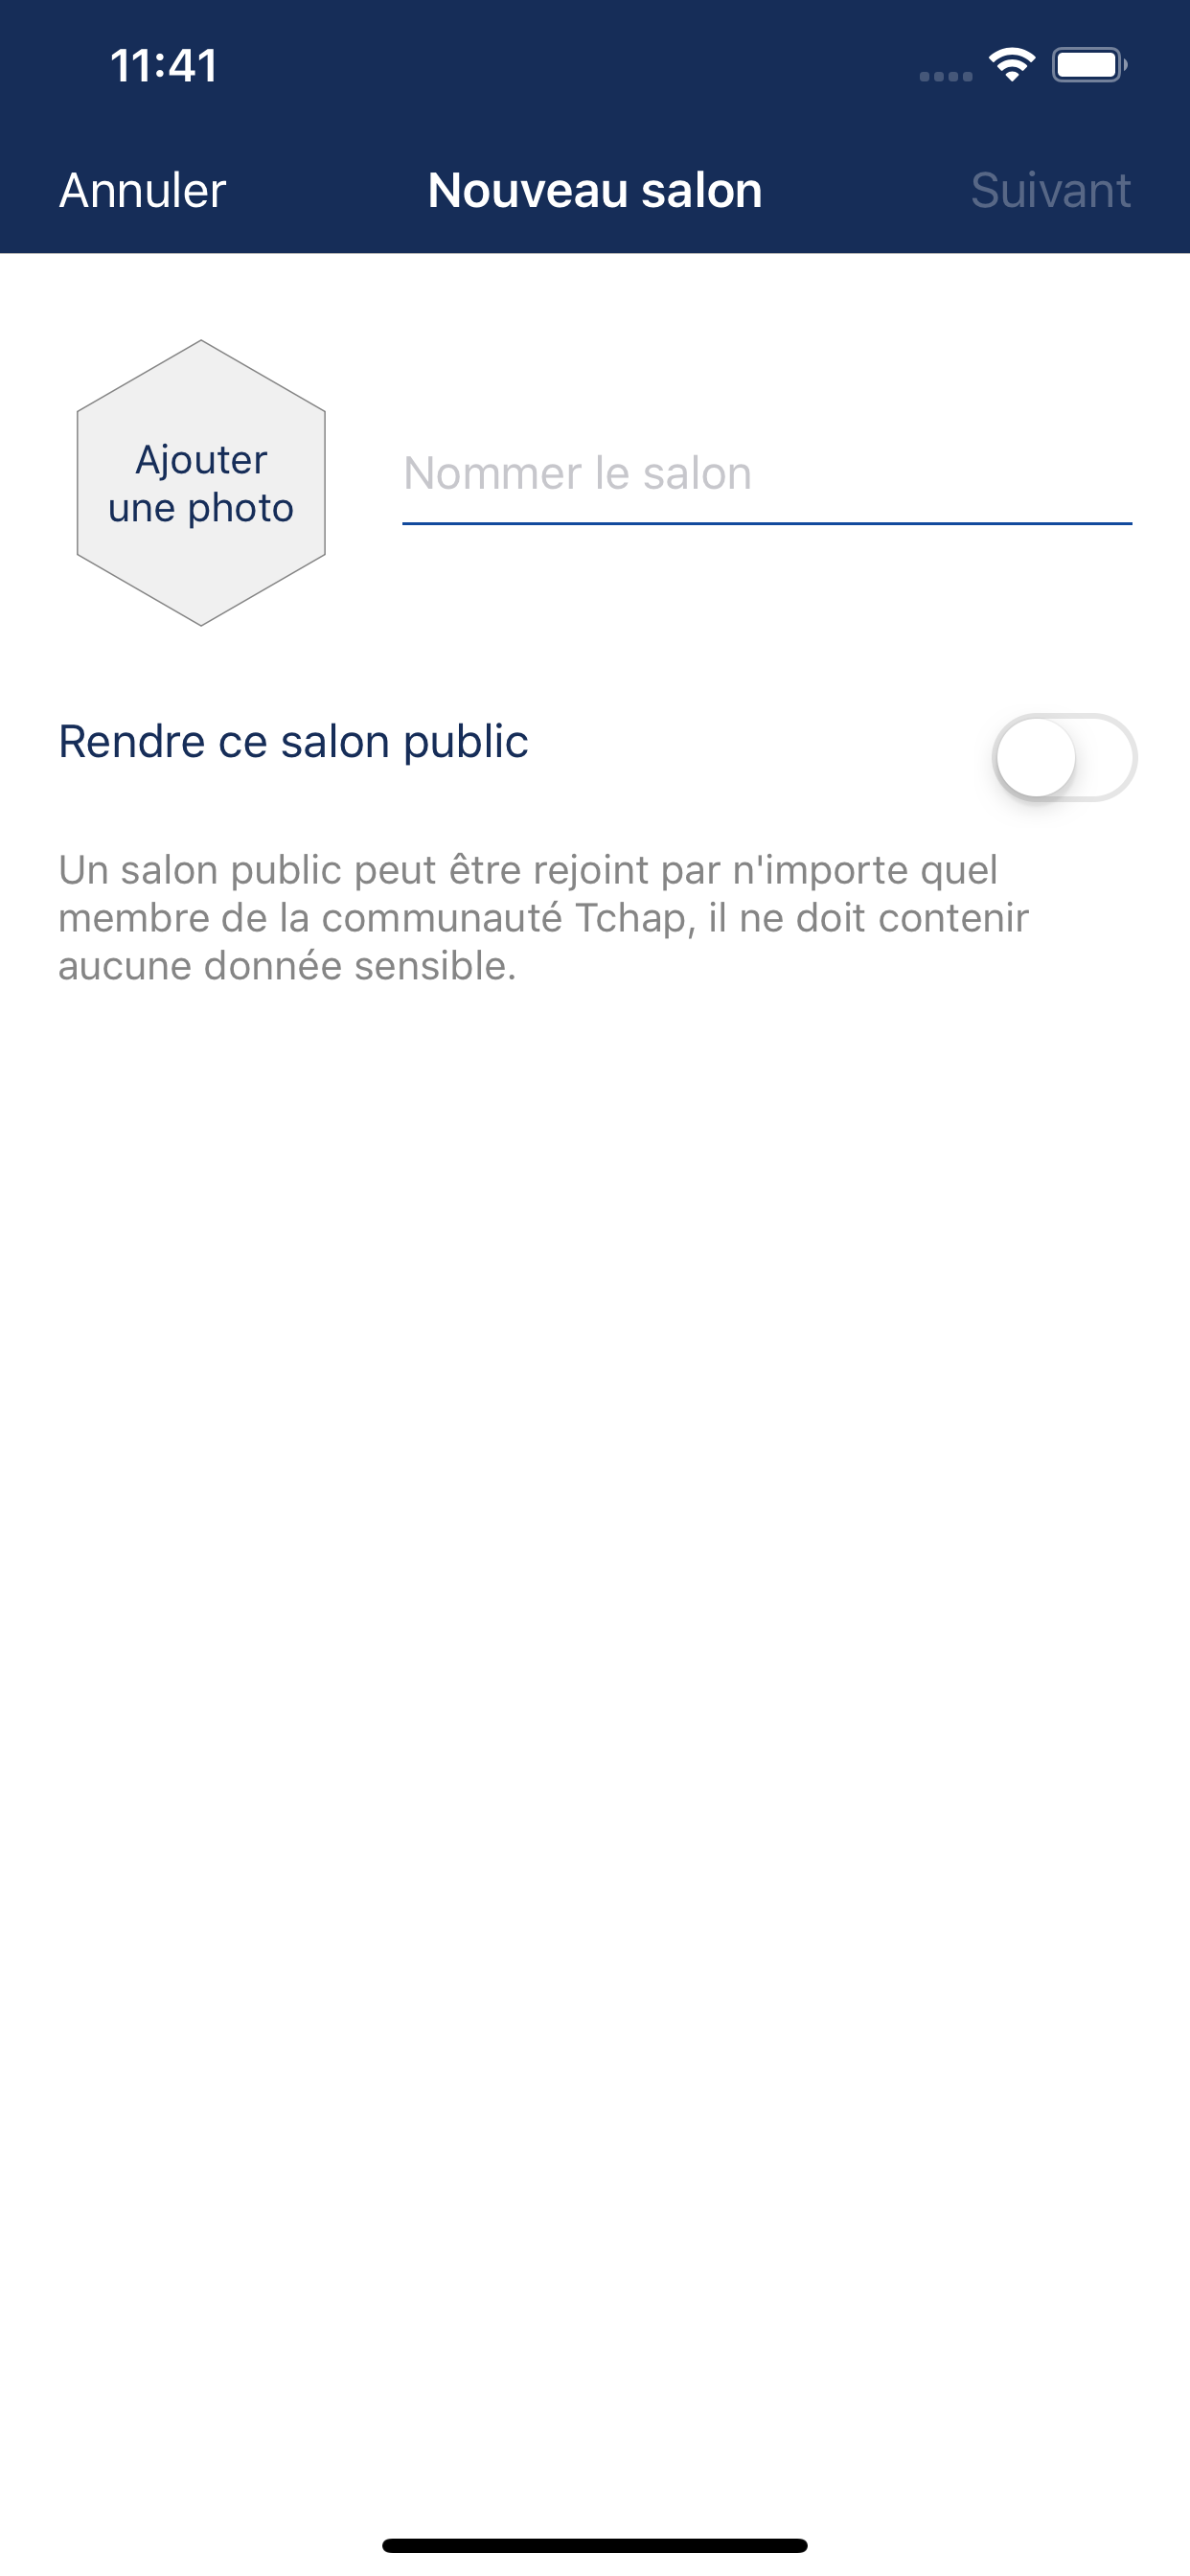 11:41
Annuler Nouveau salon Suivant
Ajouter
une photo
Nommer le salon
Rendre ce salon public
Un salon public peut être rejoint par n'importe quel
membre de la communauté Tchap, il ne doit contenir
aucune donnée sensible.